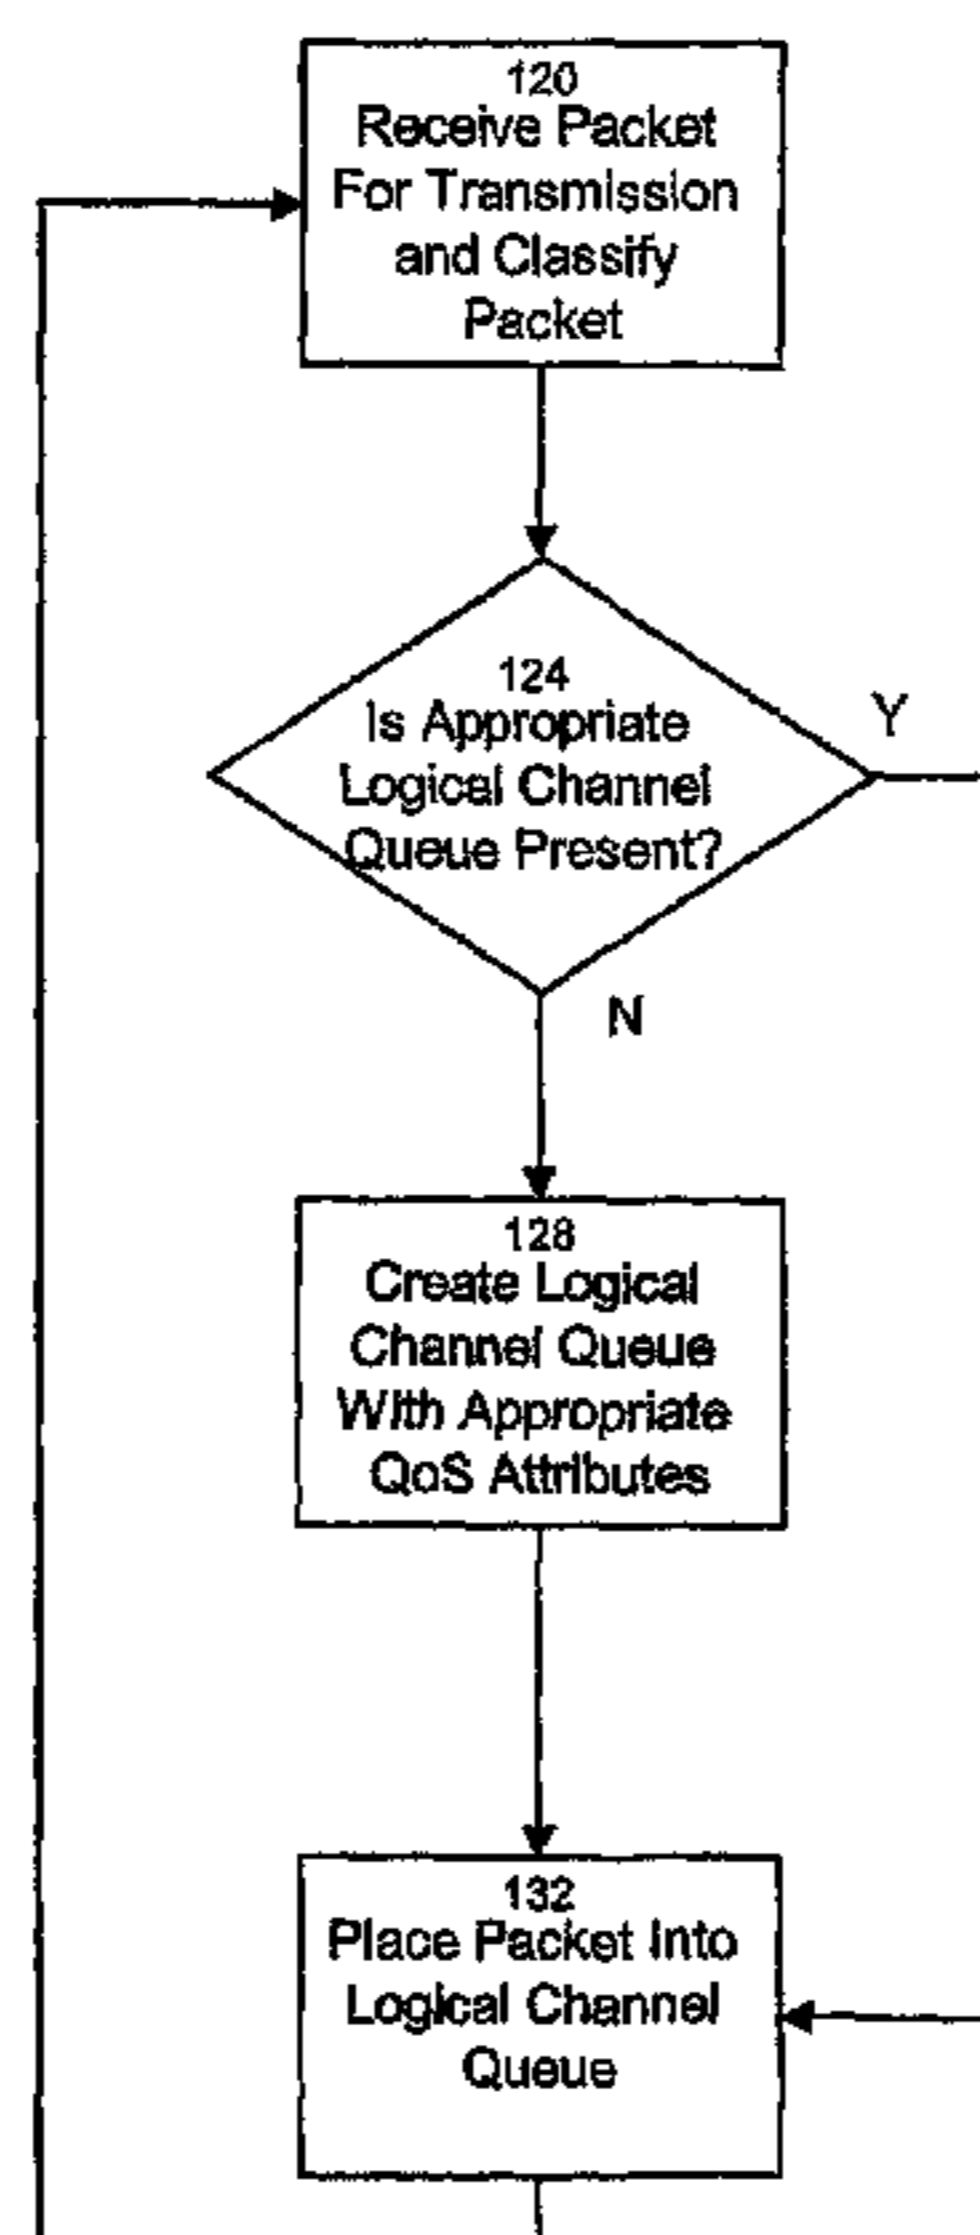 120
Receive Packet
For Transmission
and Classify
Packet
124
Is Appropriate
Logical Channel
Queue Present?
Y
N
128
Create Logical
Channel Queue
With Appropriate
QoS Attributes
132
Place Packet Into
Logical Channel
Queue